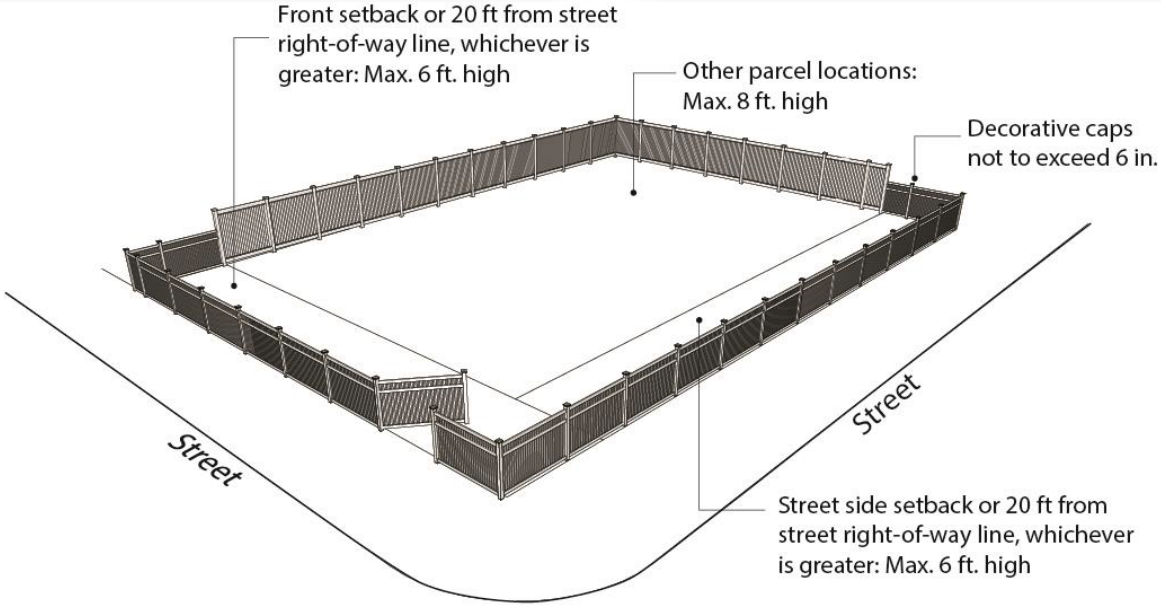 Front setback or 20 ft from street
right-of-way line, whichever is
greater: Max. 6 ft. high
Other parcel locations:
Max. 8 ft. high
Decorative caps
not to exceed 6 in.
Street
Street
Street side setback or 20 ft from
street right-of-way line, whichever
is greater: Max. 6 ft. high